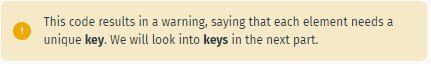 This code results in a warning, saying that each element needs a
unique key. We will look into keys in the next part.